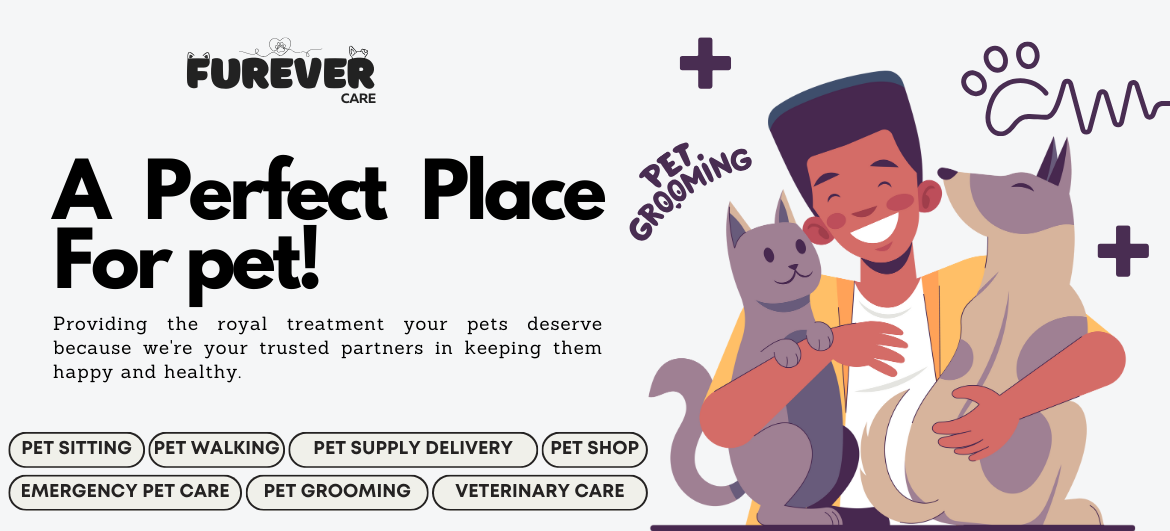 FUREVER
CARE
A Perfect Place
For pet!
Providing the royal treatment your pets deserve
because we're your trusted partners in keeping them
happy and healthy.
PET SITTING
PET WALKING
PET SUPPLY DELIVERY
PET SHOP
EMERGENCY PET CARE
PET GROOMING
VETERINARY CARE
PET
GROOMING